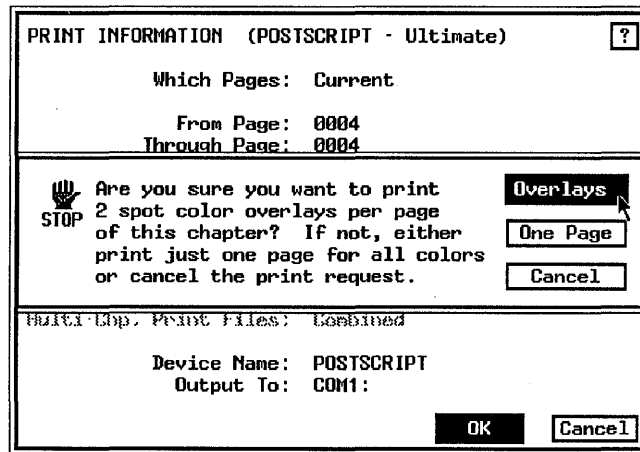 PRINT INFORMATION (POSTSCRIPT - Ultimate) ?
Which Pages: Current
From Page: 0004
Through Page: 0004
STOP
Are you sure you want to print
2 spot color overlays per page
of this chapter? If not, either
print just one page for all colors
or cancel the print request.
Overlays
One Page
Cancel
Multi-Chp. Print Files: Combined
Device Name: POSTSCRIPT
Output To: COM1:
OK Cancel